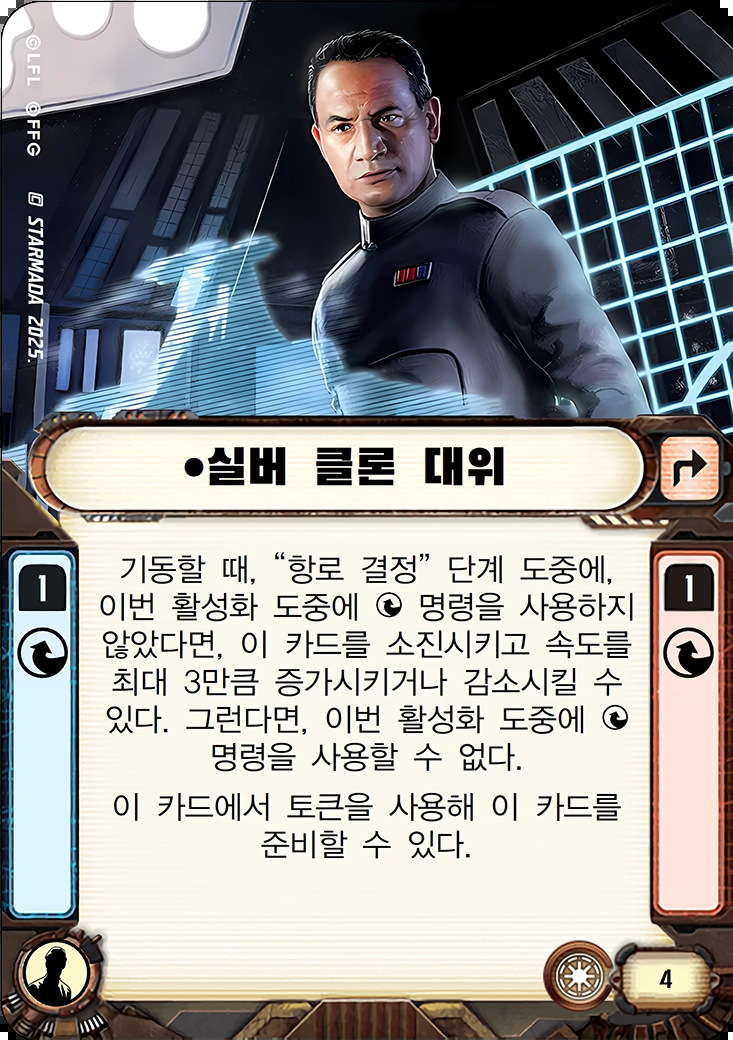 ©LFL ©FFG
STARMADA 2025.
•실버 클론 대위
1
1
기동할 때, “항로 결정” 단계 도중에,
이번 활성화 도중에 명령을 사용하지
않았다면, 이 카드를 소진시키고 속도를
최대 3만큼 증가시키거나 감소시킬 수
있다. 그런다면, 이번 활성화 도중에
명령을 사용할 수 없다.
이 카드에서 토큰을 사용해 이 카드를
준비할 수 있다.
4